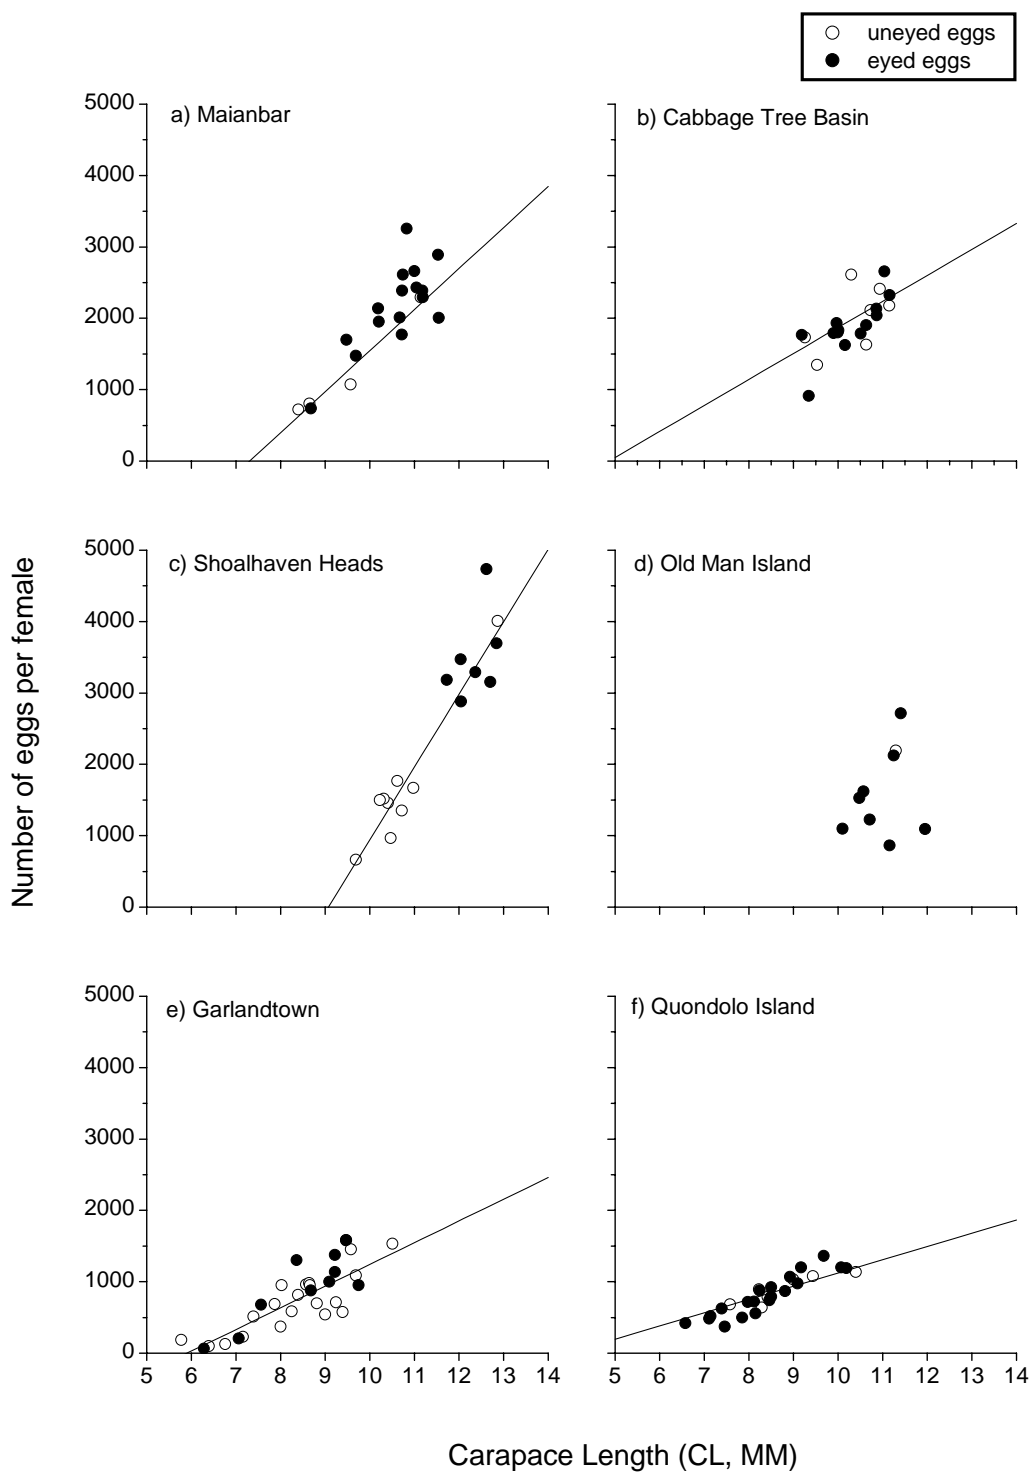 uneyed eggs
eyed eggs
a) Maianbar
b) Cabbage Tree Basin
5000
4000
3000
2000
1000
0
c) Shoalhaven Heads
d) Old Man Island
5000
4000
3000
2000
1000
0
Number of eggs per female
e) Garlandtown
f) Quondolo Island
5000
4000
3000
2000
1000
0
5 6 7 8 9 10 11 12 13 14
5 6 7 8 9 10 11 12 13 14
Carapace Length (CL, MM)